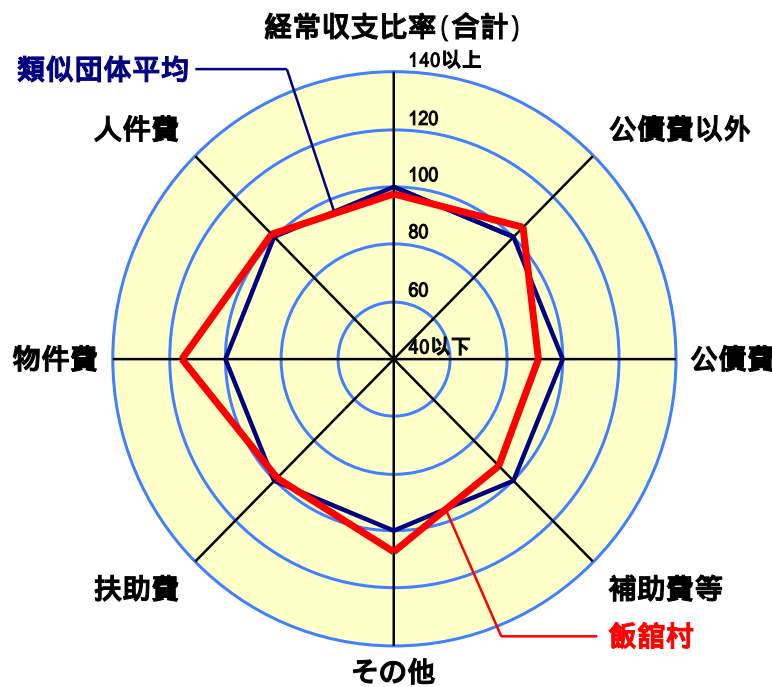 経常収支比率(合計)
類似団体平均
140以上
人件費
120
公債費以外
100
80
60
40以下
物件費
公債費
扶助費
補助費等
飯舘村
その他